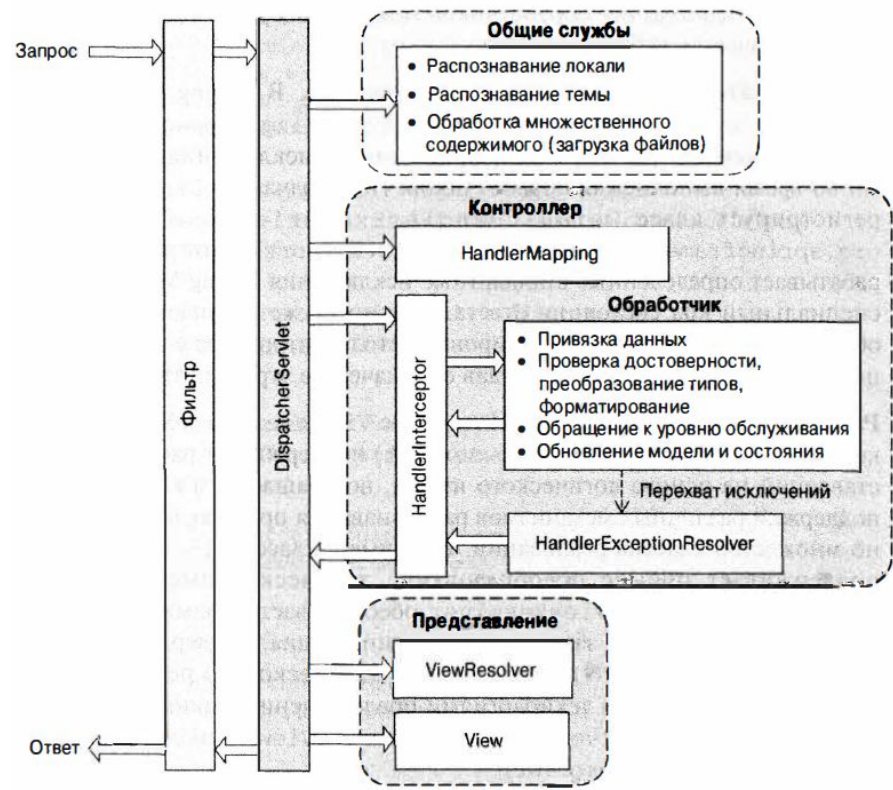 Общие службы
Запрос
• Распознавание локали
• Распознавание темы
• Обработка множественного
содержимого (загрузка файлов)
Контроллер
HandlerMapping
Обработчик
• Привязка данных
• Проверка достоверности,
преобразование типов,
форматирование
• Обращение к уровню обслуживания
• Обновление модели и состояния
Фильтр
DispatcherServlet
HandlerInterceptor
Перехват исключений
HandlerExceptionResolver
Представление
ViewResolver
View
Ответ